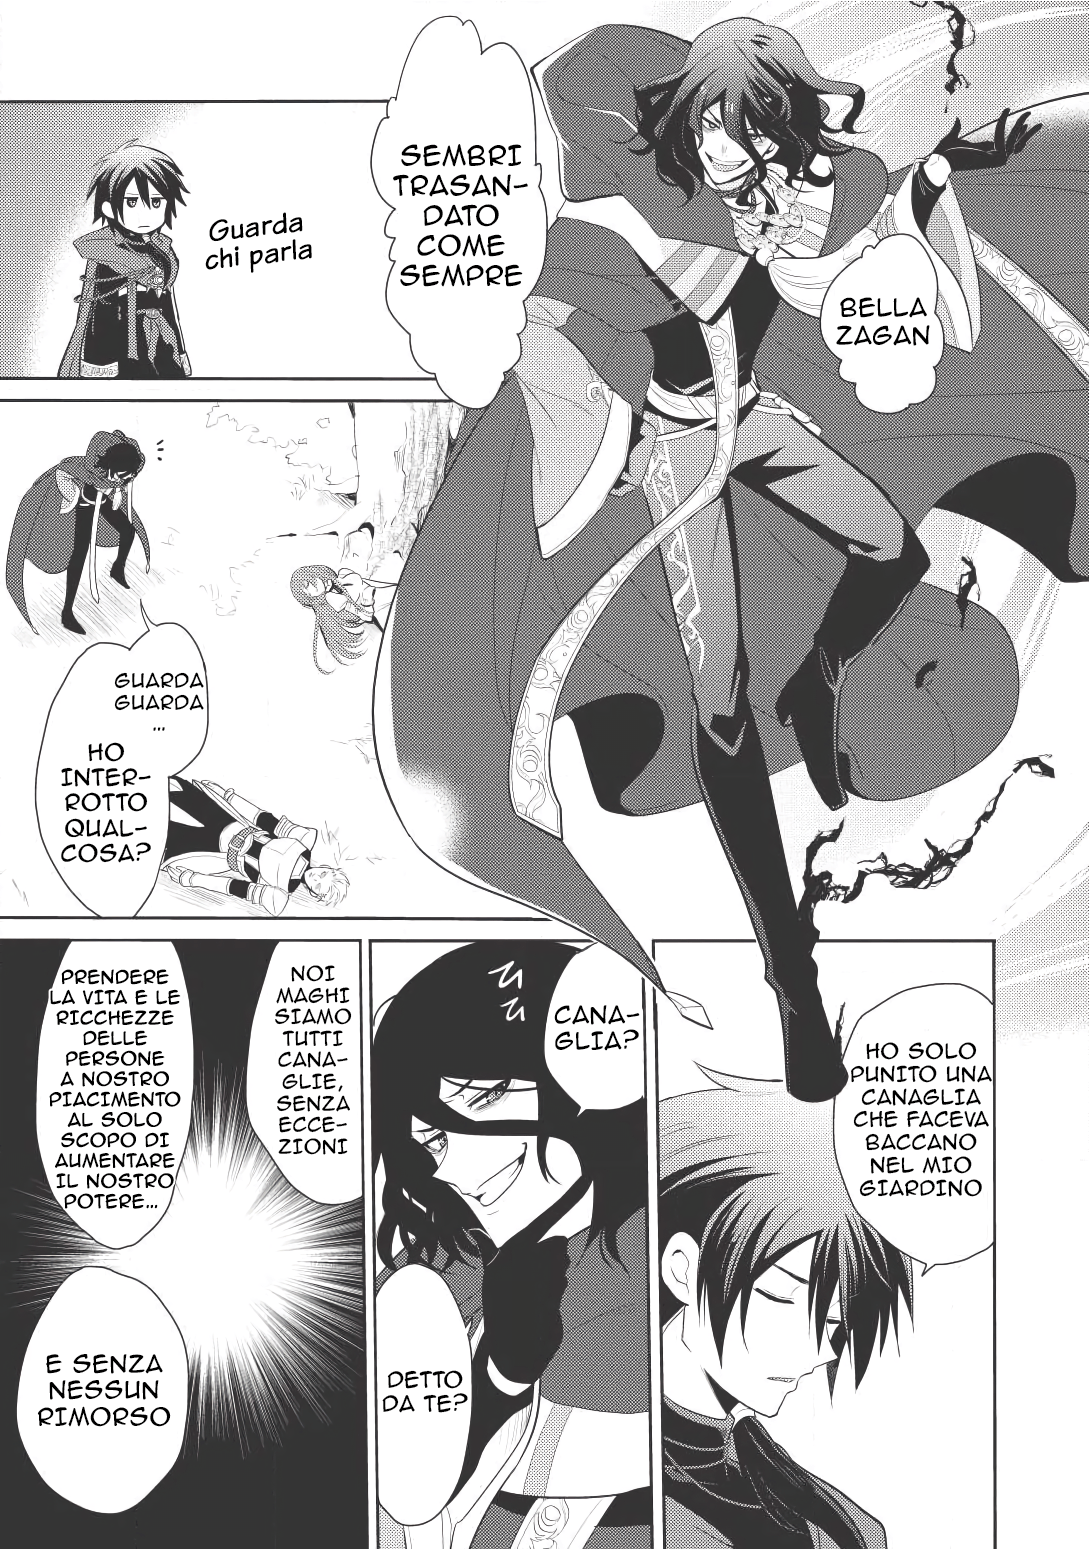 BELLA
ZAGAN
SEMBRI
TRASAN-
DATO
COME
SEMPRE
Guarda
chi parla
GUARDA
GUARDA
...
HO
INTER-
ROTTO
QUAL-
COSA?
HO SOLO
PUNITO UNA
CANAGLIA
CHE FACEVA
BACCANO
NEL MIO
GIARDINO
CANA-
GLIA?
DETTO
DA TE?
NOI
MAGHI
SIAMO
TUTTI
CANA-
GLIE,
SENZA
ECCE-
ZIONI
PRENDERE
LA VITA E LE
RICCHEZZE
DELLE
PERSONE
A NOSTRO
PIACIMENTO
AL SOLO
SCOPO DI
AUMENTARE
IL NOSTRO
POTERE...
E SENZA
NESSUN
RIMORSO